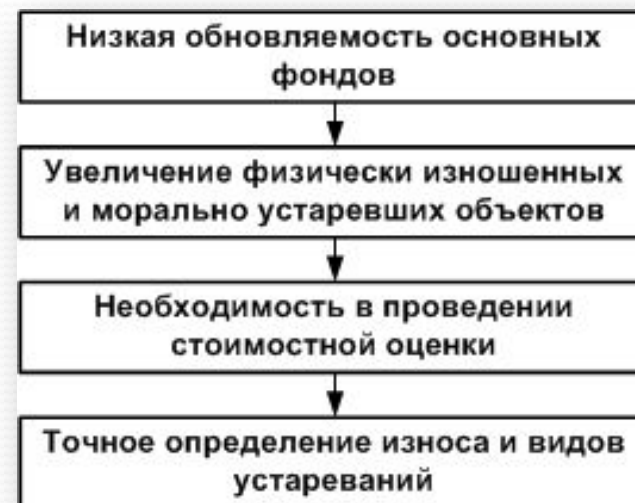 Низкая обновляемость основных
фондов
Увеличение физически изношенных
и морально устаревших объектов
Необходимость в проведении
стоимостной оценки
Точное определение износа и видов
устареваний